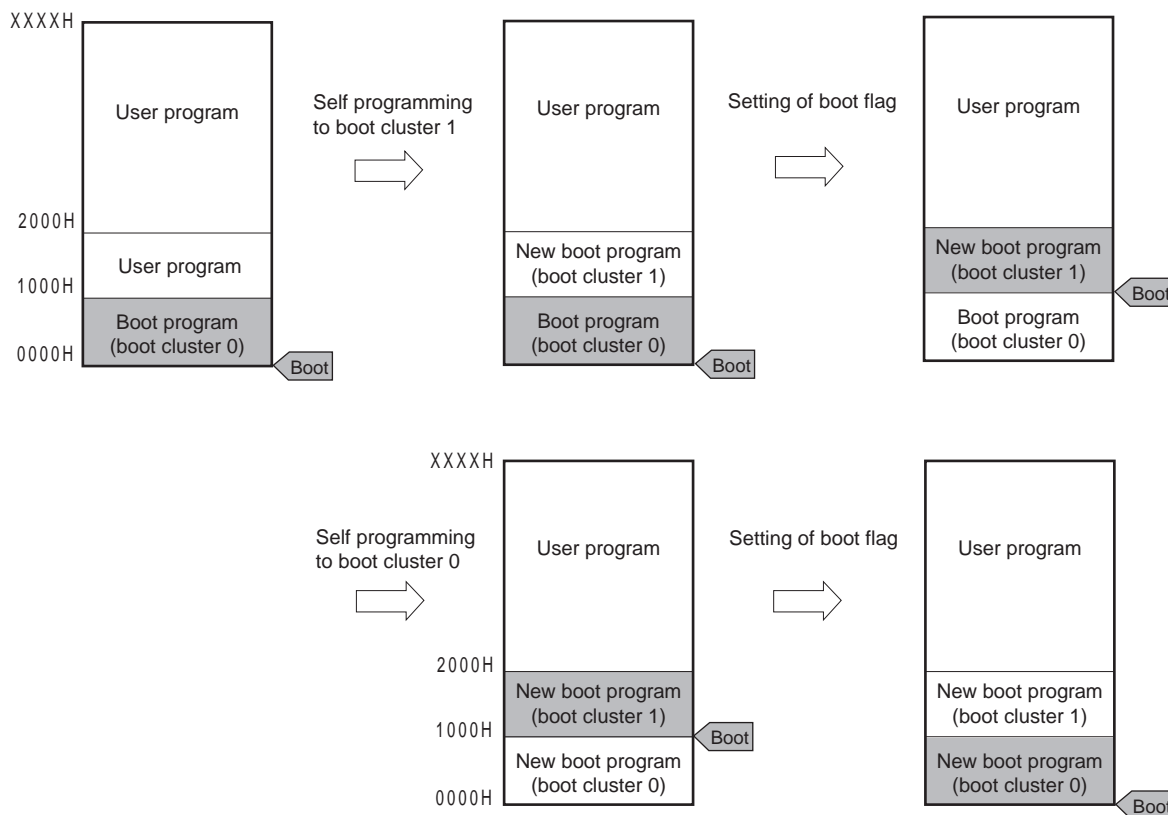 XXXXH
User program
2000H
User program
1000H
Boot program
(boot cluster 0)
0000H
Boot
Self programming
to boot cluster 1
User program
New boot program
(boot cluster 1)
Boot program
(boot cluster 0)
Boot
Setting of boot flag
User program
New boot program
(boot cluster 1)
Boot
Boot program
(boot cluster 0)
Self programming
to boot cluster 0
XXXXH
User program
2000H
New boot program
(boot cluster 1)
1000H
Boot
New boot program
(boot cluster 0)
0000H
Setting of boot flag
User program
New boot program
(boot cluster 1)
New boot program
(boot cluster 0)
Boot